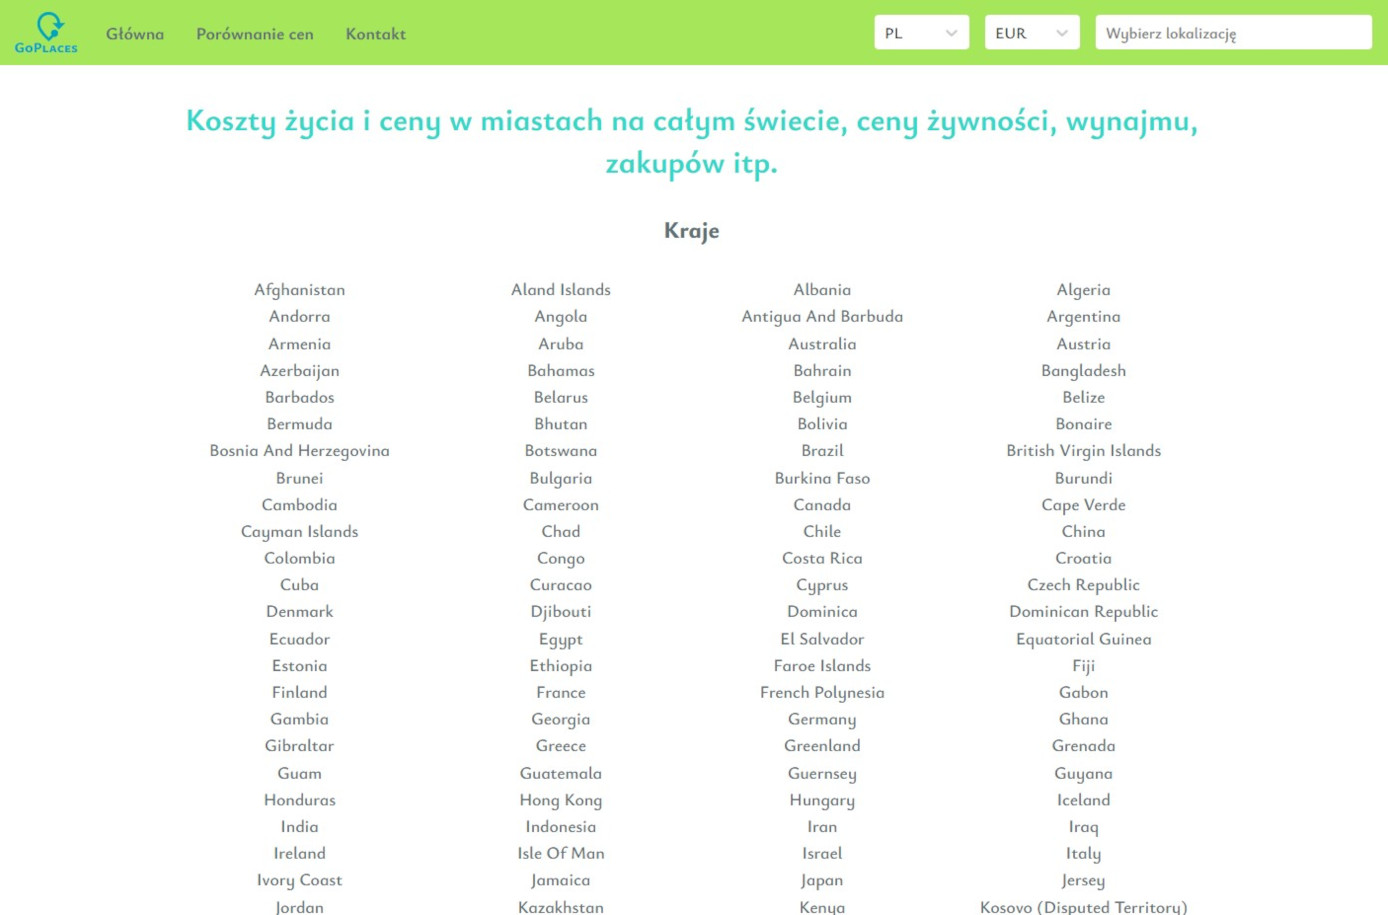 GoPlaces
Główna
Porównanie cen
Kontakt
PL
EUR
Wybierz lokalizację
Koszty życia i ceny w miastach na całym świecie, ceny żywności, wynajmu,
zakupów itp.
Kraje
Afghanistan Aland Islands Albania Algeria
Andorra Angola Antigua And Barbuda Argentina
Armenia Aruba Australia Austria
Azerbaijan Bahamas Bahrain Bangladesh
Barbados Belarus Belgium Belize
Bermuda Bhutan Bolivia Bonaire
Bosnia And Herzegovina Botswana Brazil British Virgin Islands
Brunei Bulgaria Burkina Faso Burundi
Cambodia Cameroon Canada Cape Verde
Cayman Islands Chad Chile China
Colombia Congo Costa Rica Croatia
Cuba Curacao Cyprus Czech Republic
Denmark Djibouti Dominica Dominican Republic
Ecuador Egypt El Salvador Equatorial Guinea
Estonia Ethiopia Faroe Islands Fiji
Finland France French Polynesia Gabon
Gambia Georgia Germany Ghana
Gibraltar Greece Greenland Grenada
Guam Guatemala Guernsey Guyana
Honduras Hong Kong Hungary Iceland
India Indonesia Iran Iraq
Ireland Isle Of Man Israel Italy
Ivory Coast Jamaica Japan Jersey
Jordan Kazakhstan Kenya Kosovo (Disputed Territory)